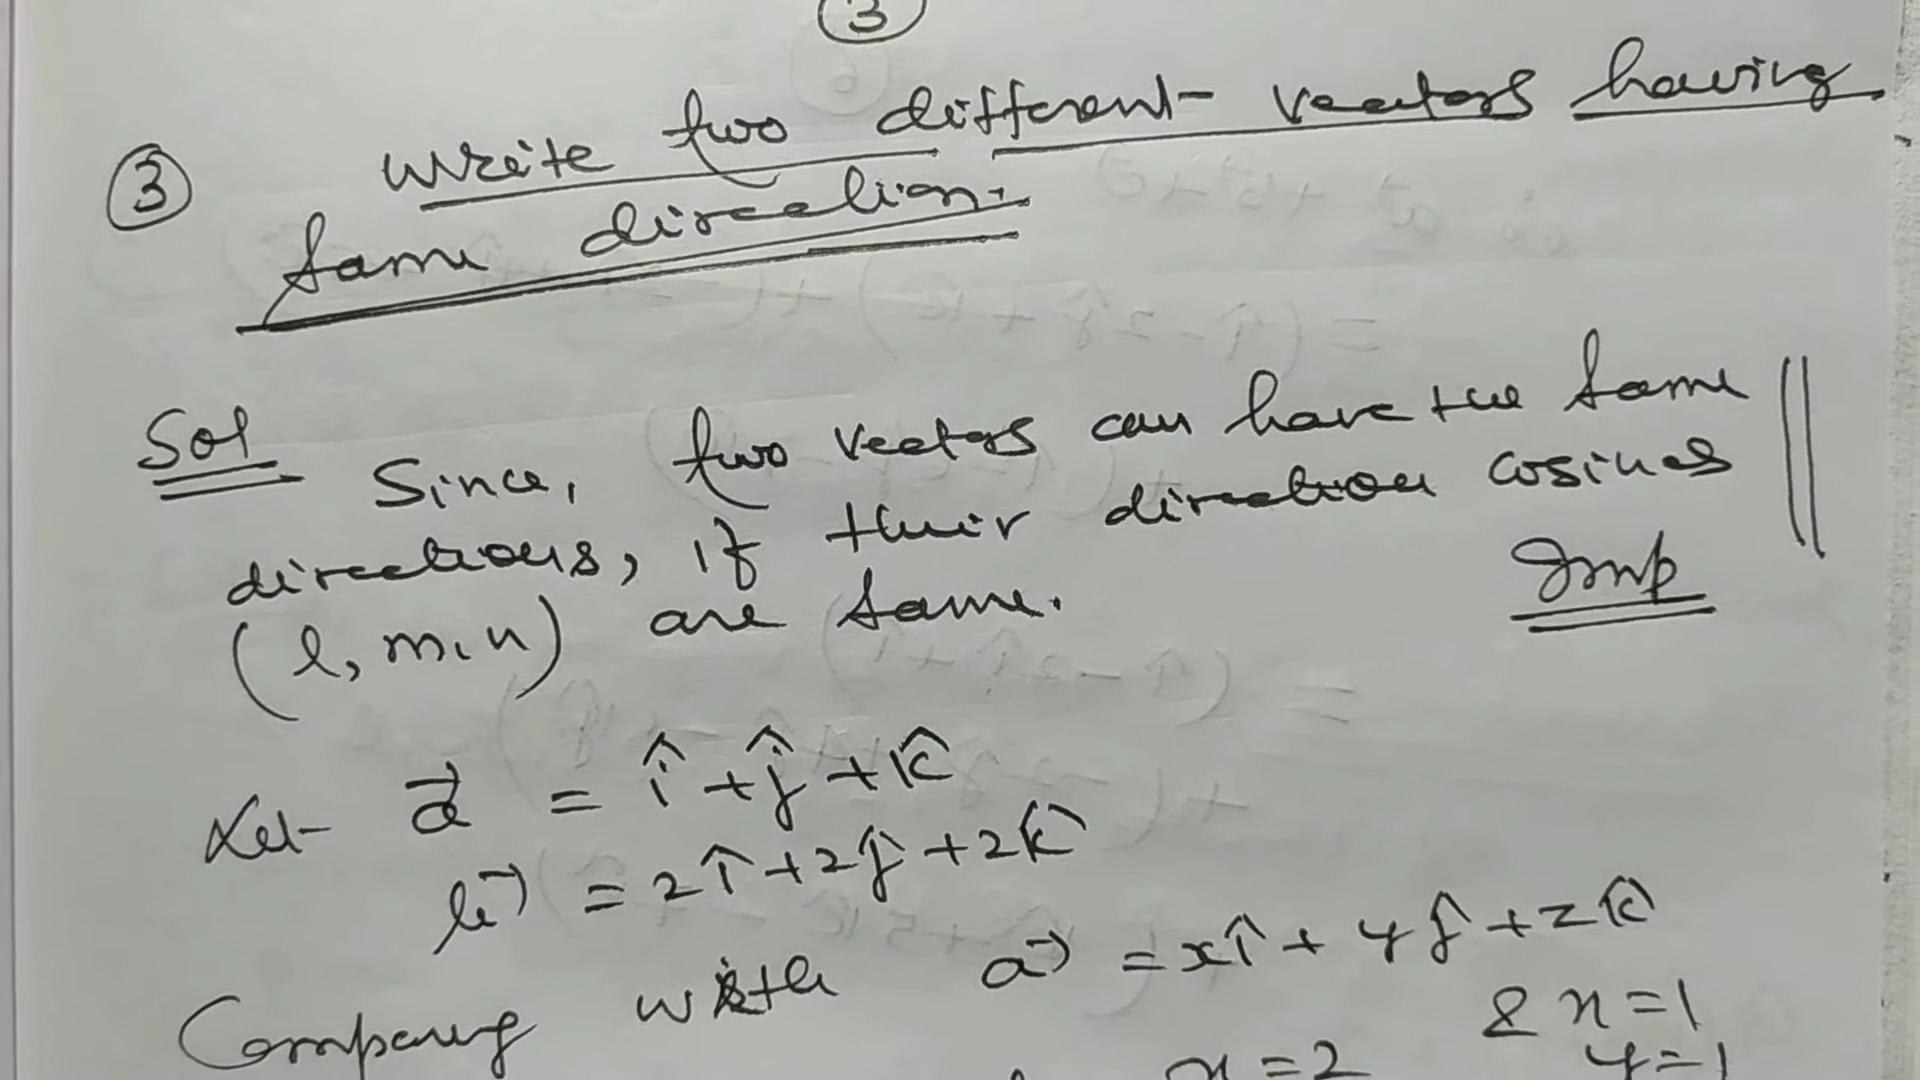 3
③ Write two different vectors having
same direction.
Sol Since, two vectors can have the same
directions, if their direction cosines
(l, m, n) are same. Imp
Let a⃗ = î + ĵ + k̂
b⃗ = 2î + 2ĵ + 2k̂
Comparing with a⃗ = xî + yĵ + zk̂
x = 2 & x = 1
y = 1